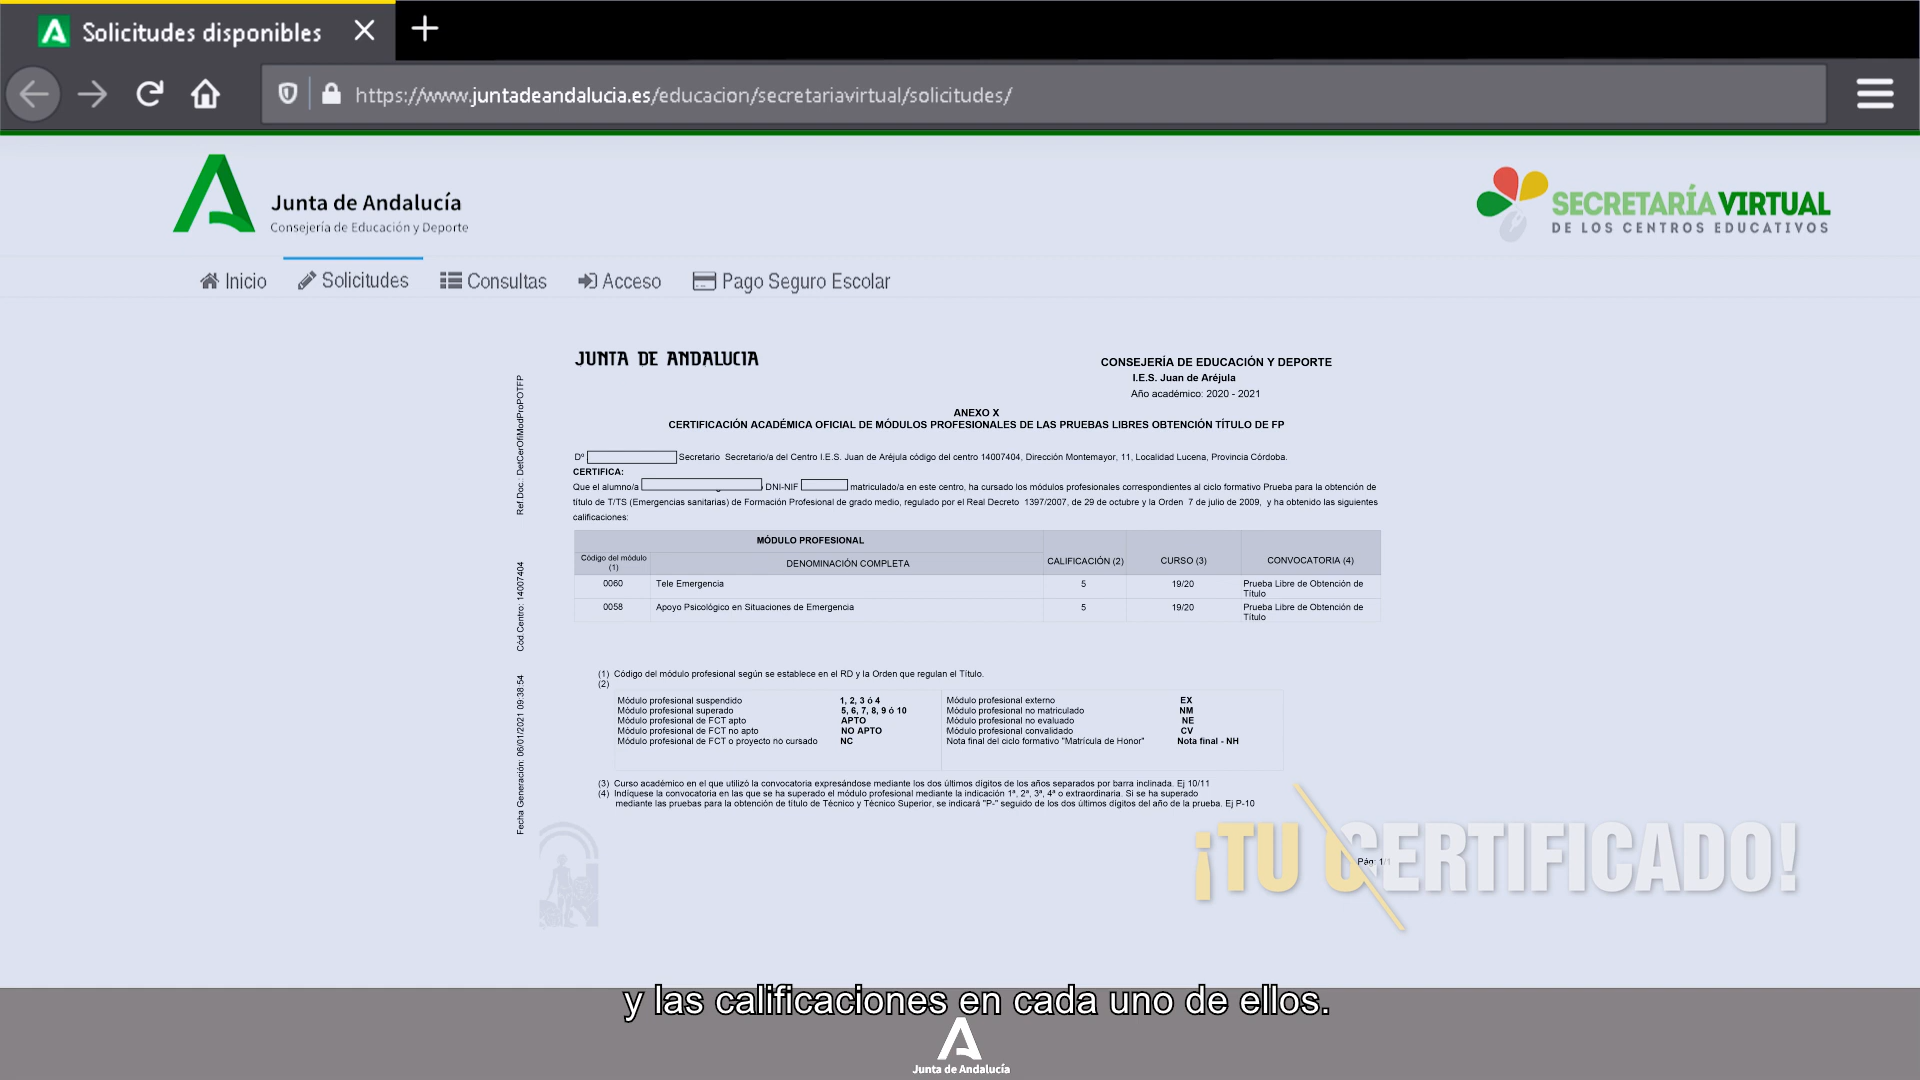 Solicitudes disponibles
https://www.juntadeandalucia.es/educacion/secretariavirtual/solicitudes/
Junta de Andalucía
Consejería de Educación y Deporte
SECRETARÍA VIRTUAL
DE LOS CENTROS EDUCATIVOS
Inicio Solicitudes Consultas Acceso Pago Seguro Escolar
JUNTA DE ANDALUCIA
CONSEJERÍA DE EDUCACIÓN Y DEPORTE
I.E.S. Juan de Aréjula
Año académico: 2020 - 2021
ANEXO X
CERTIFICACIÓN ACADÉMICA OFICIAL DE MÓDULOS PROFESIONALES DE LAS PRUEBAS LIBRES OBTENCIÓN TÍTULO DE FP
Dº Secretario Secretario/a del Centro I.E.S. Juan de Aréjula código del centro 14007404, Dirección Montemayor, 11, Localidad Lucena, Provincia Córdoba.
CERTIFICA:
Que el alumno/a DNI-NIF matriculado/a en este centro, ha cursado los módulos profesionales correspondientes al ciclo formativo Prueba para la obtención de
título de T/TS (Emergencias sanitarias) de Formación Profesional de grado medio, regulado por el Real Decreto 1397/2007, de 29 de octubre y la Orden 7 de julio de 2009, y ha obtenido las siguientes
calificaciones:
MÓDULO PROFESIONAL
Código del módulo (1) DENOMINACIÓN COMPLETA CALIFICACIÓN (2) CURSO (3) CONVOCATORIA (4)
0060 Tele Emergencia 5 19/20 Prueba Libre de Obtención de
Título
0058 Apoyo Psicológico en Situaciones de Emergencia 5 19/20 Prueba Libre de Obtención de
Título
(1) Código del módulo profesional según se establece en el RD y la Orden que regulan el Título.
(2)
Módulo profesional suspendido 1, 2, 3 ó 4 Módulo profesional externo EX
Módulo profesional superado 5, 6, 7, 8, 9 ó 10 Módulo profesional no matriculado NM
Módulo profesional de FCT apto APTO Módulo profesional no evaluado NE
Módulo profesional de FCT no apto NO APTO Módulo profesional convalidado CV
Módulo profesional de FCT o proyecto no cursado NC Nota final del ciclo formativo "Matrícula de Honor" Nota final - NH
(3) Curso académico en el que utilizó la convocatoria expresándose mediante los dos últimos dígitos de los años separados por barra inclinada. Ej 10/11
(4) Indíquese la convocatoria en las que se ha superado el módulo profesional mediante la indicación 1ª, 2ª, 3ª, 4ª o extraordinaria. Si se ha superado
mediante las pruebas para la obtención de título de Técnico y Técnico Superior, se indicará "P-" seguido de los dos últimos dígitos del año de la prueba. Ej P-10
Ref.Doc.: DetCerOfiModProPOTFP
Cód.Centro: 14007404
Fecha Generación: 06/01/2021 09:38:54
Pág: 1/1
¡TU CERTIFICADO!
y las calificaciones en cada uno de ellos.
Junta de Andalucía